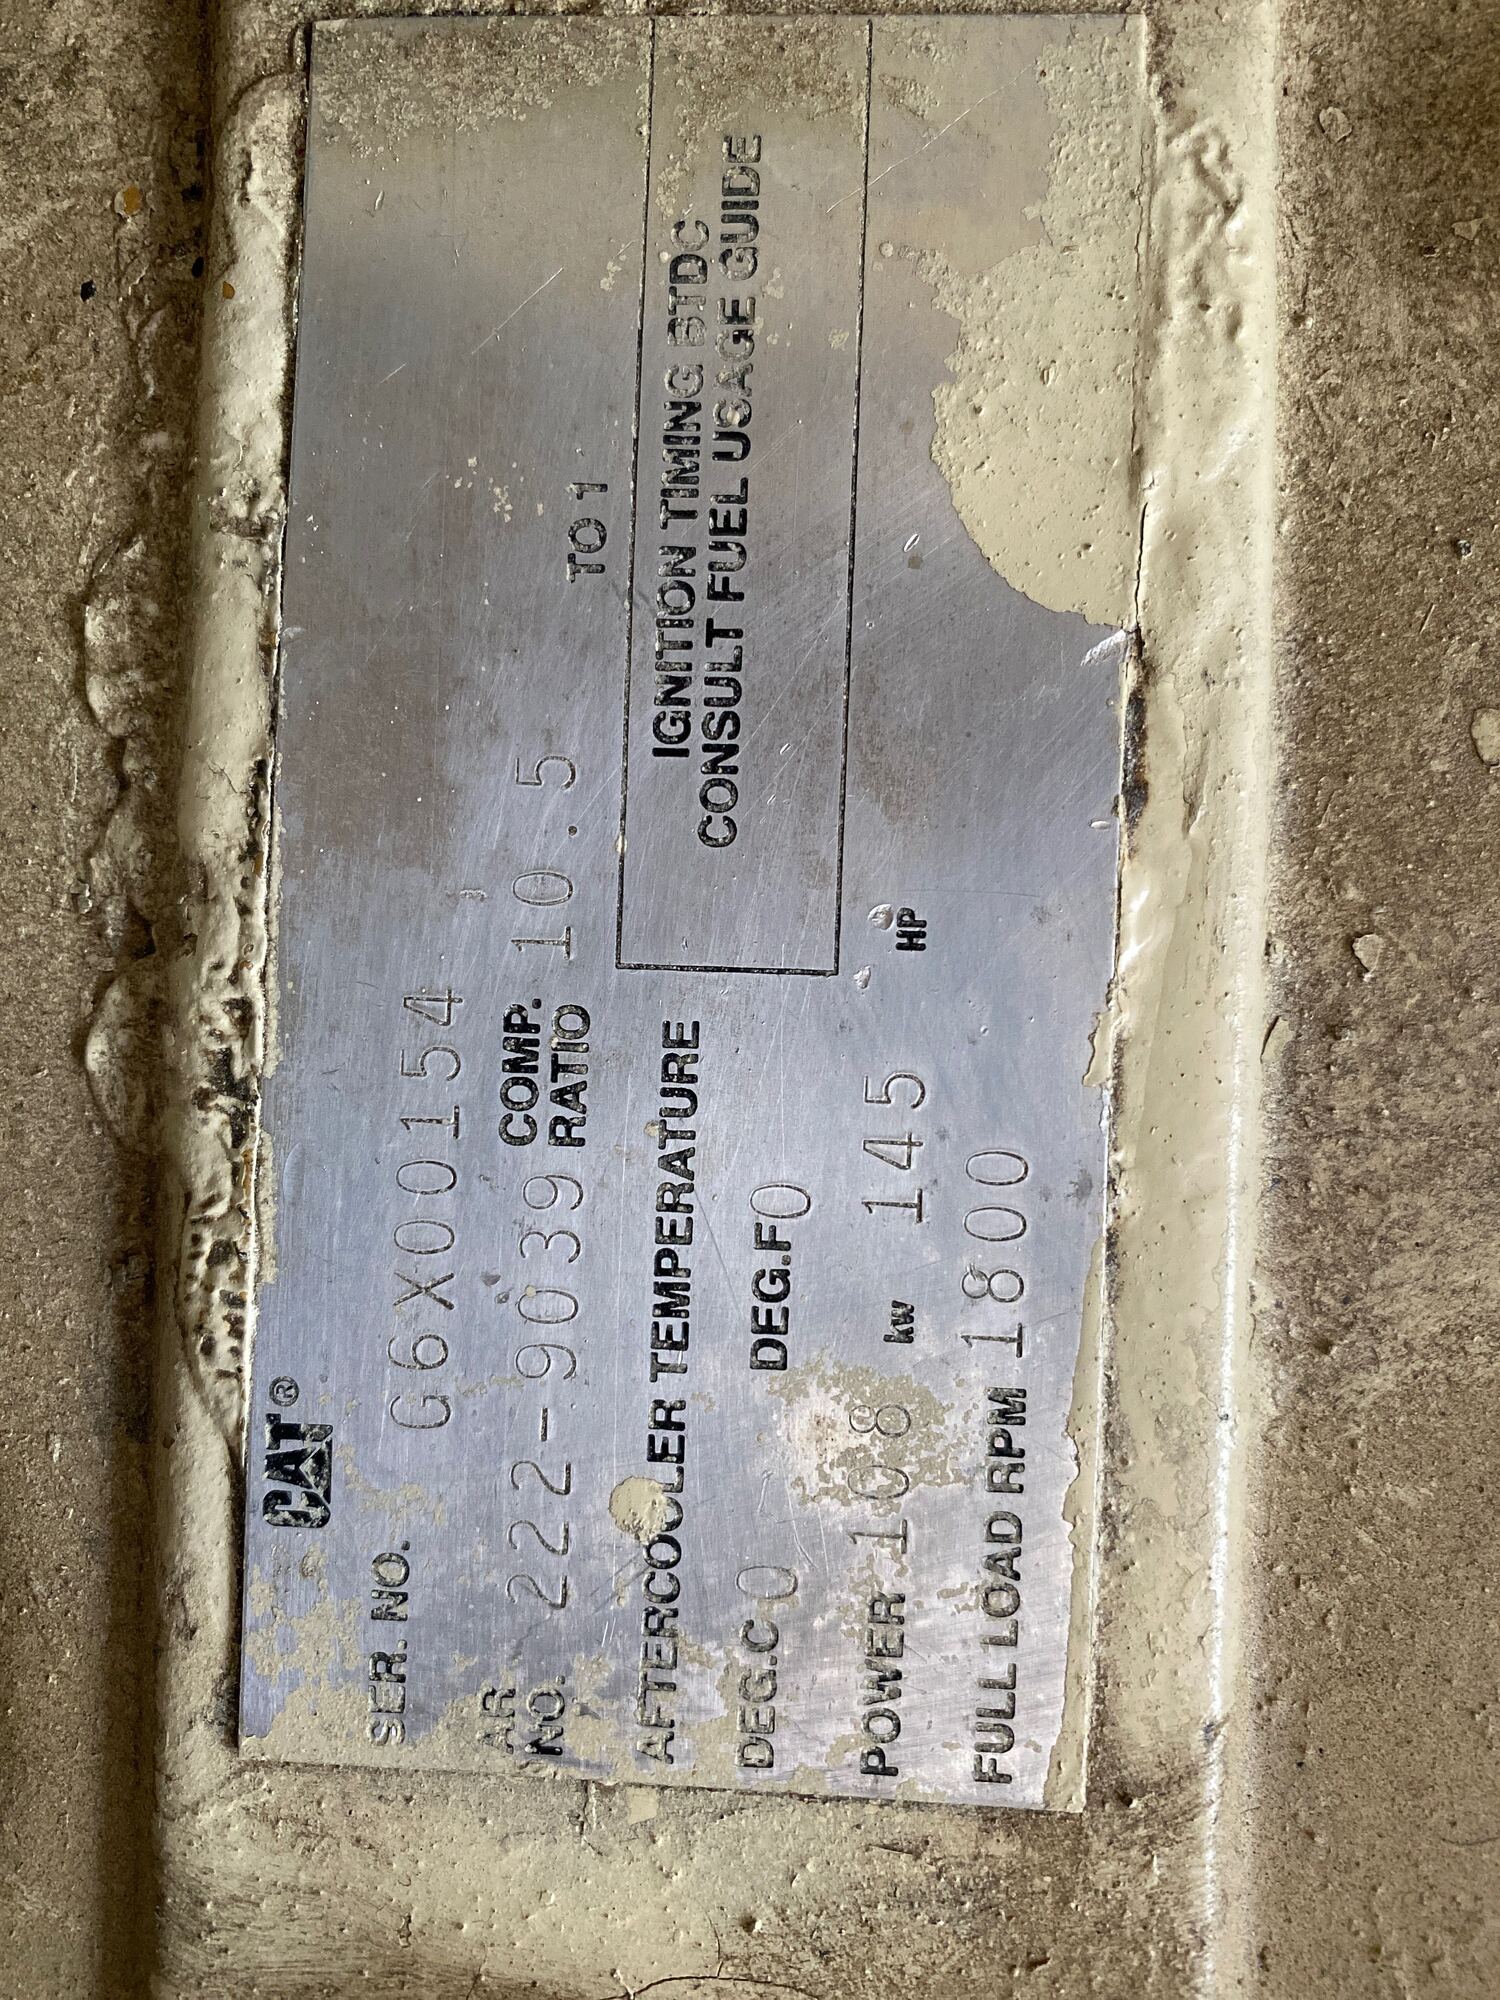 CAT®
SER. NO. G6X00154
AR NO. 222-9039 COMP. RATIO 10.5 TO 1
AFTERCOOLER TEMPERATURE
DEG.C 0 DEG.F 0
IGNITION TIMING BTDC
CONSULT FUEL USAGE GUIDE
POWER 108 kw 145 HP
FULL LOAD RPM 1800